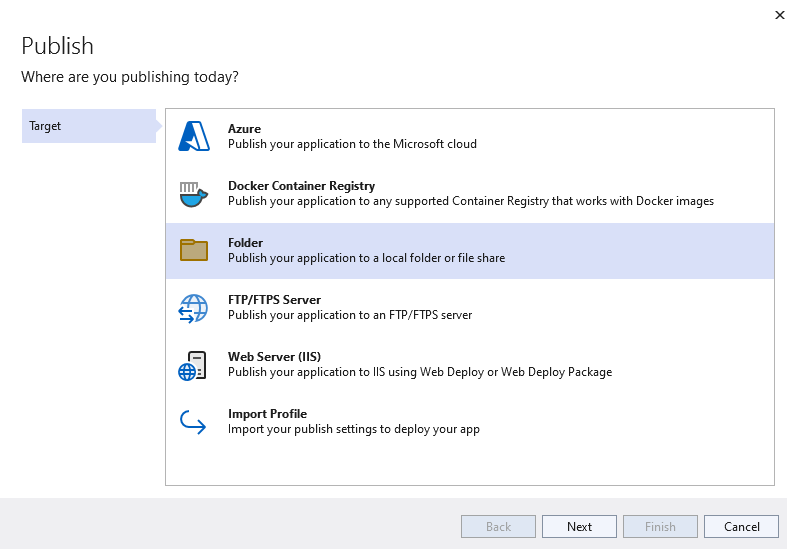 Publish
Where are you publishing today?
Target
Azure
Publish your application to the Microsoft cloud
Docker Container Registry
Publish your application to any supported Container Registry that works with Docker images
Folder
Publish your application to a local folder or file share
FTP/FTPS Server
Publish your application to an FTP/FTPS server
Web Server (IIS)
Publish your application to IIS using Web Deploy or Web Deploy Package
Import Profile
Import your publish settings to deploy your app
Back
Next
Finish
Cancel